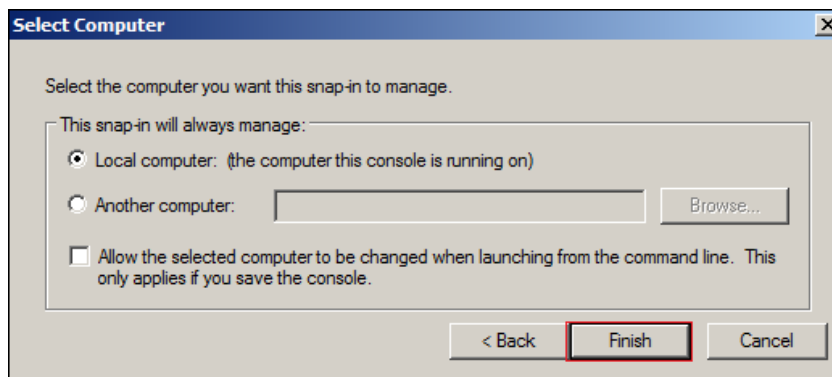 Select Computer
Select the computer you want this snap-in to manage.
This snap-in will always manage:
Local computer: (the computer this console is running on)
Another computer:
Browse...
Allow the selected computer to be changed when launching from the command line. This
only applies if you save the console.
< Back
Finish
Cancel